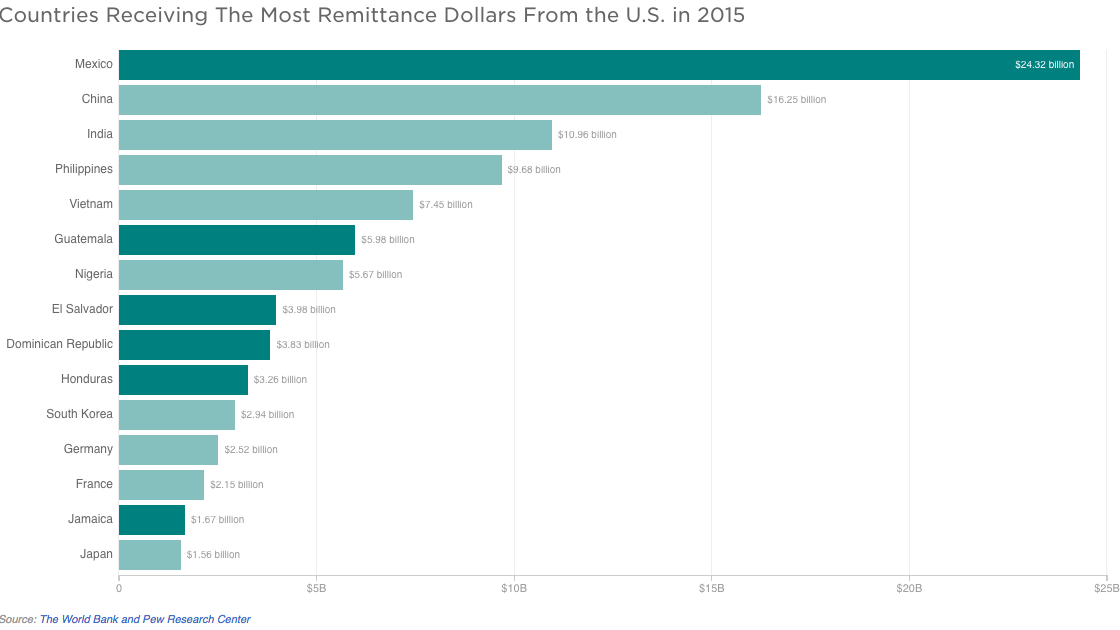 Countries Receiving The Most Remittance Dollars From the U.S. in 2015
Mexico $24.32 billion
China $16.25 billion
India $10.96 billion
Philippines $9.68 billion
Vietnam $7.45 billion
Guatemala $5.98 billion
Nigeria $5.67 billion
El Salvador $3.98 billion
Dominican Republic $3.83 billion
Honduras $3.26 billion
South Korea $2.94 billion
Germany $2.52 billion
France $2.15 billion
Jamaica $1.67 billion
Japan $1.56 billion
0 $5B $10B $15B $20B $25B
Source: The World Bank and Pew Research Center